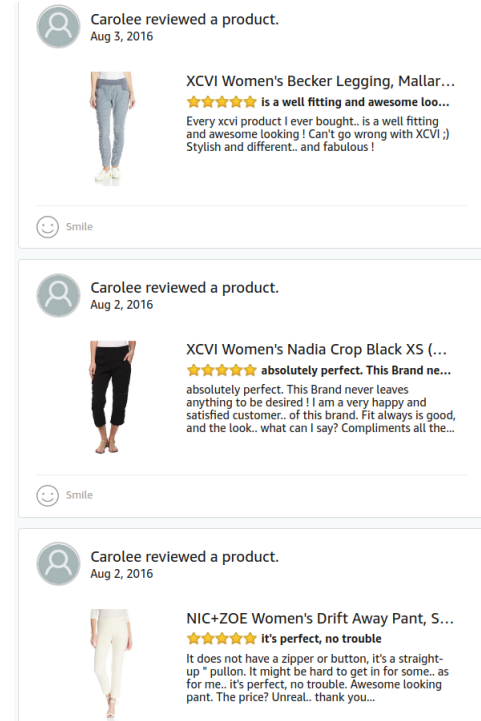 Carolee reviewed a product.
Aug 3, 2016
XCVI Women's Becker Legging, Mallar...
is a well fitting and awesome loo...
Every xcvi product I ever bought.. is a well fitting
and awesome looking ! Can't go wrong with XCVI ;)
Stylish and different.. and fabulous !
Smile
Carolee reviewed a product.
Aug 2, 2016
XCVI Women's Nadia Crop Black XS (...
absolutely perfect. This Brand ne...
absolutely perfect. This Brand never leaves
anything to be desired ! I am a very happy and
satisfied customer.. of this brand. Fit always is good,
and the look.. what can I say? Compliments all the...
Smile
Carolee reviewed a product.
Aug 2, 2016
NIC+ZOE Women's Drift Away Pant, S...
it's perfect, no trouble
It does not have a zipper or button, it's a straight-
up " pullon. It might be hard to get in for some.. as
for me.. it's perfect, no trouble. Awesome looking
pant. The price? Unreal.. thank you...